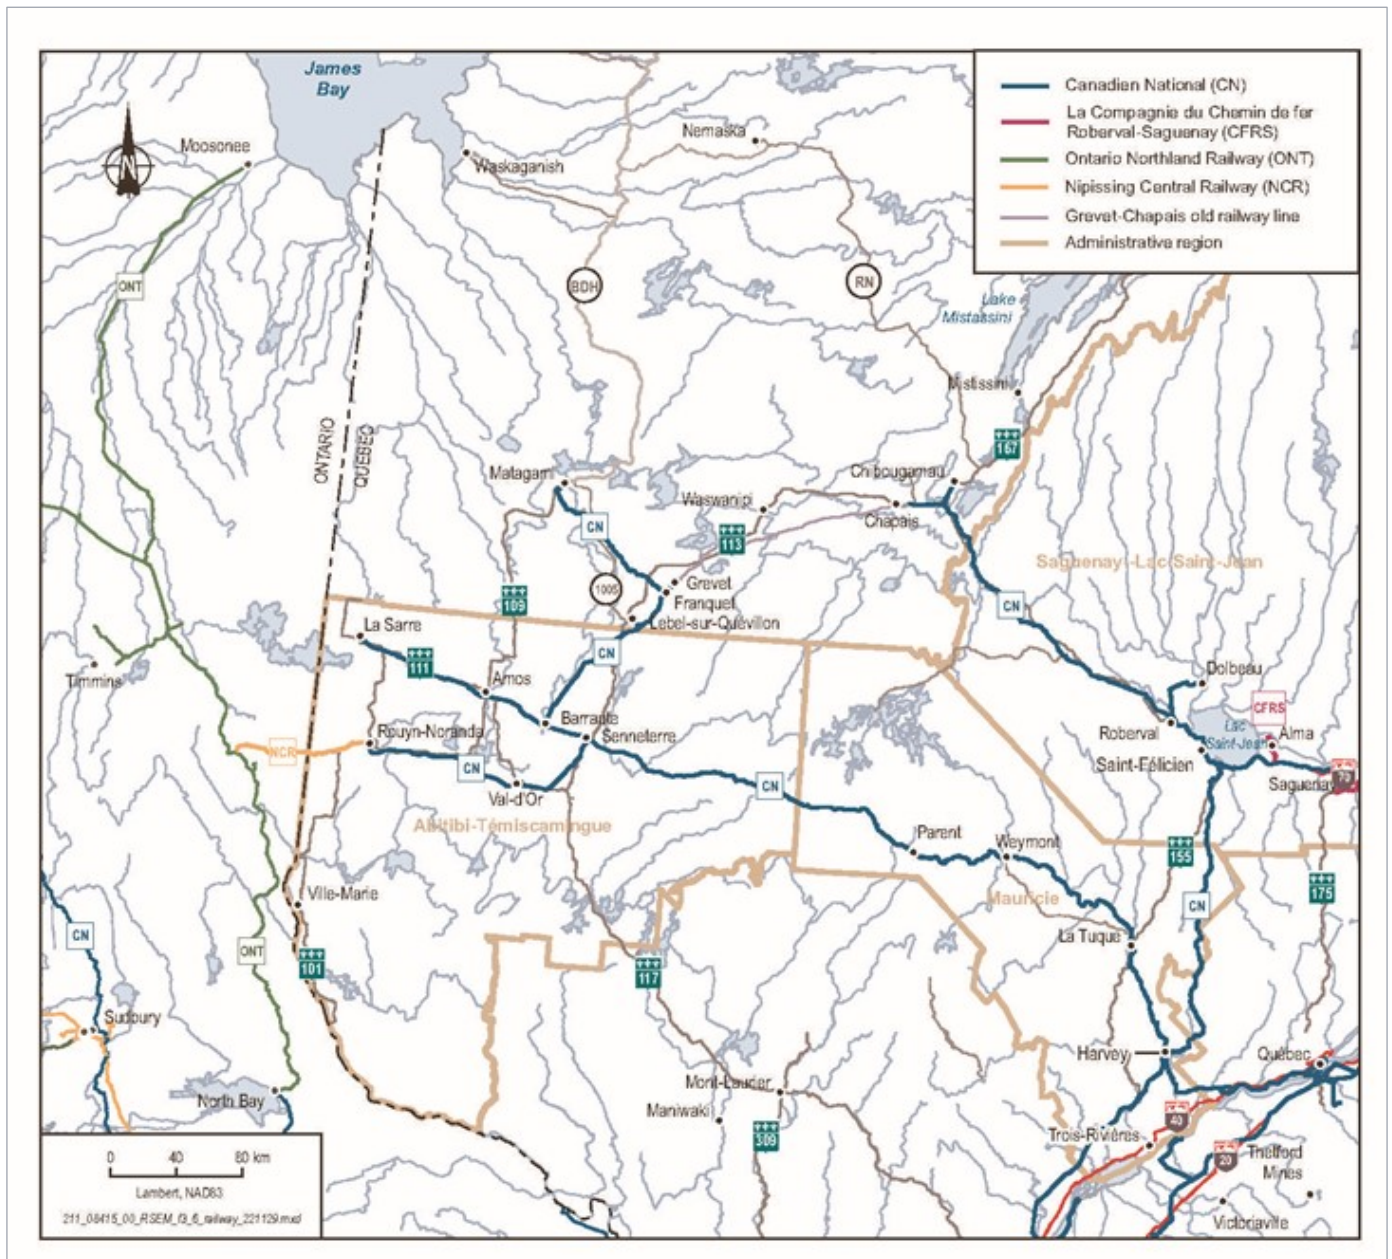 James
Bay
Canadien National (CN)
La Compagnie du Chemin de fer
Roberval-Saguenay (CFRS)
Ontario Northland Railway (ONT)
Nipissing Central Railway (NCR)
Grevet-Chapais old railway line
Administrative region
N
Moosonee
Waskaganish
Nemaska
ONT
BDH
RN
Lake
Mistassini
Mistissini
ONTARIO
QUÉBEC
167
Matagami
Chibougamau
Waswanipi
Chapais
CN
113
Saguenay-Lac-Saint-Jean
1005
Grevet
Franquet
109
Lebel-sur-Quévillon
CN
La Sarre
CN
111
Timmins
Amos
Dolbeau
Barraute
CFRS
Rouyn-Noranda
Senneterre
Roberval
Lac
Saint-Jean
Alma
NCR
CN
Saint-Félicien
CN
Saguenay
70
Val-d'Or
Abitibi-Témiscamingue
Parent
Weymont
155
175
Ville-Marie
Mauricie
CN
CN
La Tuque
ONT
101
117
Sudbury
Harvey
Québec
North Bay
Mont-Laurier
Maniwaki
40
309
Trois-Rivières
20
Thetford
Mines
Victoriaville
0 40 80 km
Lambert, NAD83
211_08415_00_RSEM_f3_6_railway_221129.mxd